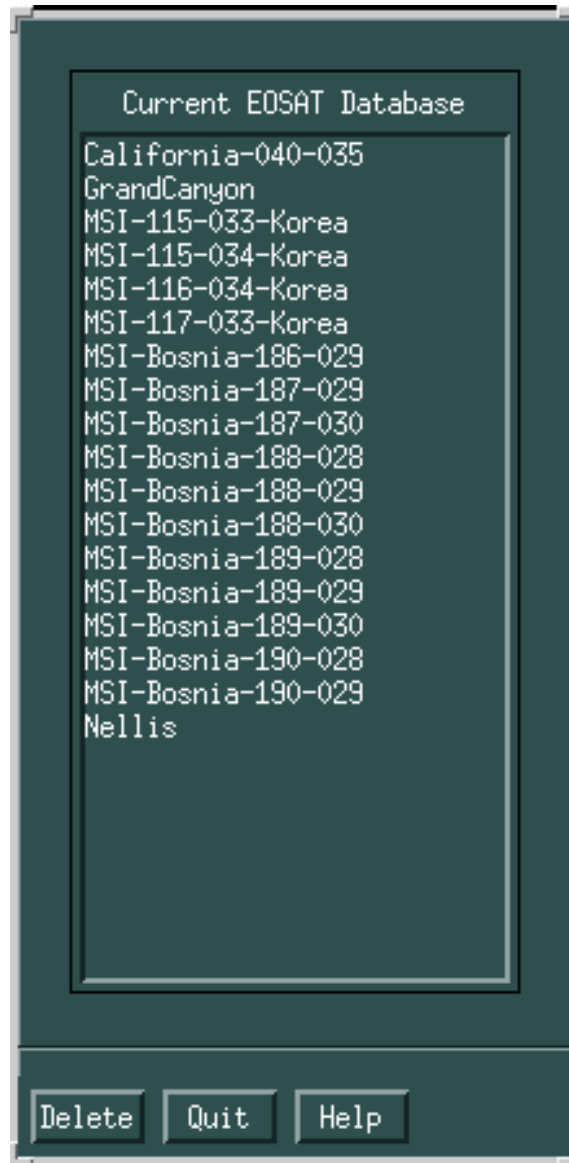 Current EOSAT Database
California-040-035
GrandCanyon
MSI-115-033-Korea
MSI-115-034-Korea
MSI-116-034-Korea
MSI-117-033-Korea
MSI-Bosnia-186-029
MSI-Bosnia-187-029
MSI-Bosnia-187-030
MSI-Bosnia-188-028
MSI-Bosnia-188-029
MSI-Bosnia-188-030
MSI-Bosnia-189-028
MSI-Bosnia-189-029
MSI-Bosnia-189-030
MSI-Bosnia-190-028
MSI-Bosnia-190-029
Nellis
Delete Quit Help